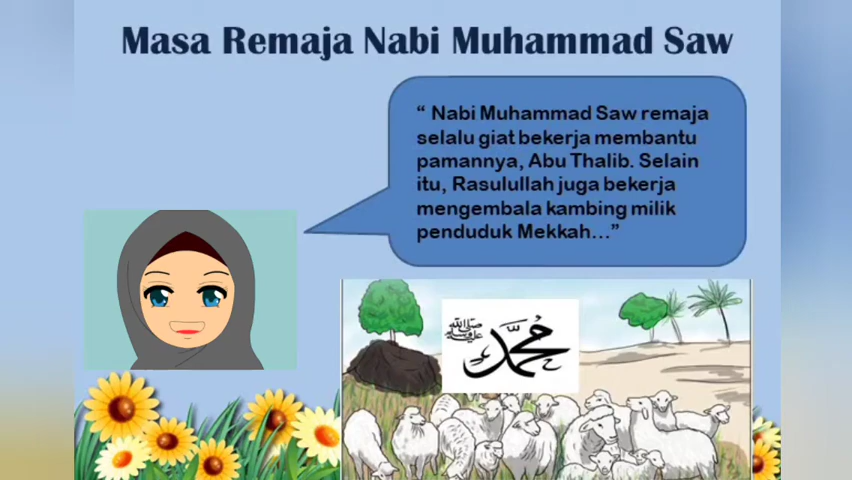 Masa Remaja Nabi Muhammad Saw
“ Nabi Muhammad Saw remaja
selalu giat bekerja membantu
pamannya, Abu Thalib. Selain
itu, Rasulullah juga bekerja
mengembala kambing milik
penduduk Mekkah...”
محمد
صلى الله عليه وسلم